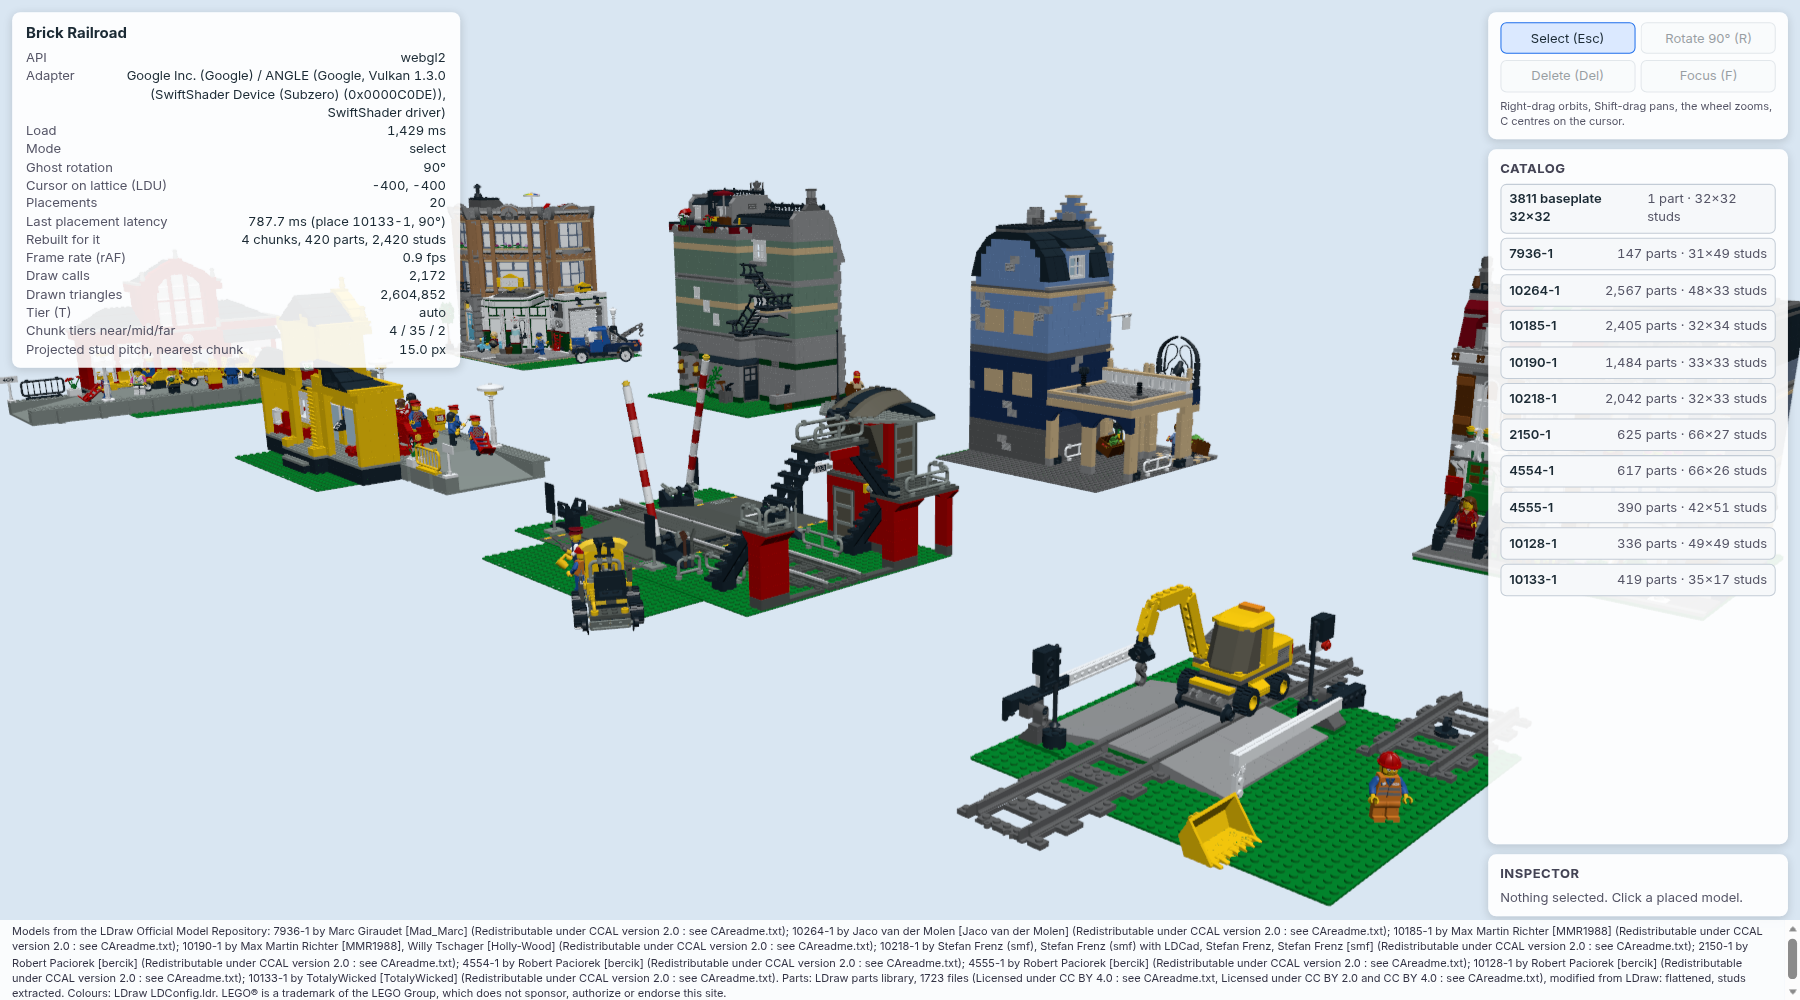 Brick Railroad
API webgl2
Adapter Google Inc. (Google) / ANGLE (Google, Vulkan 1.3.0
(SwiftShader Device (Subzero) (0x0000C0DE)),
SwiftShader driver)
Load 1,429 ms
Mode select
Ghost rotation 90°
Cursor on lattice (LDU) -400, -400
Placements 20
Last placement latency 787.7 ms (place 10133-1, 90°)
Rebuilt for it 4 chunks, 420 parts, 2,420 studs
Frame rate (rAF) 0.9 fps
Draw calls 2,172
Drawn triangles 2,604,852
Tier (T) auto
Chunk tiers near/mid/far 4 / 35 / 2
Projected stud pitch, nearest chunk 15.0 px
Select (Esc) Rotate 90° (R)
Delete (Del) Focus (F)
Right-drag orbits, Shift-drag pans, the wheel zooms,
C centres on the cursor.
CATALOG
3811 baseplate 1 part · 32×32
32×32 studs
7936-1 147 parts · 31×49 studs
10264-1 2,567 parts · 48×33 studs
10185-1 2,405 parts · 32×34 studs
10190-1 1,484 parts · 33×33 studs
10218-1 2,042 parts · 32×33 studs
2150-1 625 parts · 66×27 studs
4554-1 617 parts · 66×26 studs
4555-1 390 parts · 42×51 studs
10128-1 336 parts · 49×49 studs
10133-1 419 parts · 35×17 studs
INSPECTOR
Nothing selected. Click a placed model.
Models from the LDraw Official Model Repository: 7936-1 by Marc Giraudet [Mad_Marc] (Redistributable under CCAL version 2.0 : see CAreadme.txt); 10264-1 by Jaco van der Molen [Jaco van der Molen] (Redistributable under CCAL version 2.0 : see CAreadme.txt); 10185-1 by Max Martin Richter [MMR1988] (Redistributable under CCAL
version 2.0 : see CAreadme.txt); 10190-1 by Max Martin Richter [MMR1988], Willy Tschager [Holly-Wood] (Redistributable under CCAL version 2.0 : see CAreadme.txt); 10218-1 by Stefan Frenz (smf), Stefan Frenz (smf) with LDCad, Stefan Frenz, Stefan Frenz [smf] (Redistributable under CCAL version 2.0 : see CAreadme.txt); 2150-1 by
Robert Paciorek [bercik] (Redistributable under CCAL version 2.0 : see CAreadme.txt); 4554-1 by Robert Paciorek [bercik] (Redistributable under CCAL version 2.0 : see CAreadme.txt); 4555-1 by Robert Paciorek [bercik] (Redistributable under CCAL version 2.0 : see CAreadme.txt); 10128-1 by Robert Paciorek [bercik] (Redistributable
under CCAL version 2.0 : see CAreadme.txt); 10133-1 by TotalyWicked [TotalyWicked] (Redistributable under CCAL version 2.0 : see CAreadme.txt). Parts: LDraw parts library, 1723 files (Licensed under CC BY 4.0 : see CAreadme.txt, Licensed under CC BY 2.0 and CC BY 4.0 : see CAreadme.txt), modified from LDraw: flattened, studs
extracted. Colours: LDraw LDConfig.ldr. LEGO® is a trademark of the LEGO Group, which does not sponsor, authorize or endorse this site.